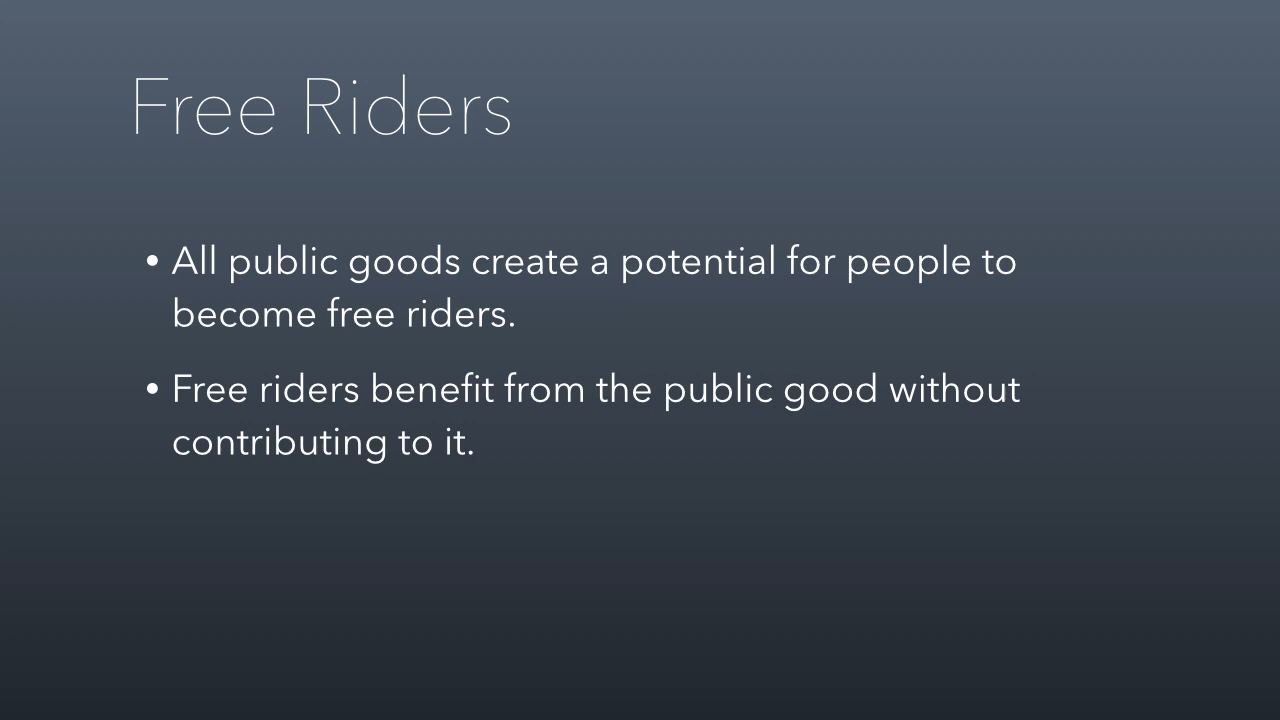 Free Riders
• All public goods create a potential for people to
become free riders.
• Free riders benefit from the public good without
contributing to it.